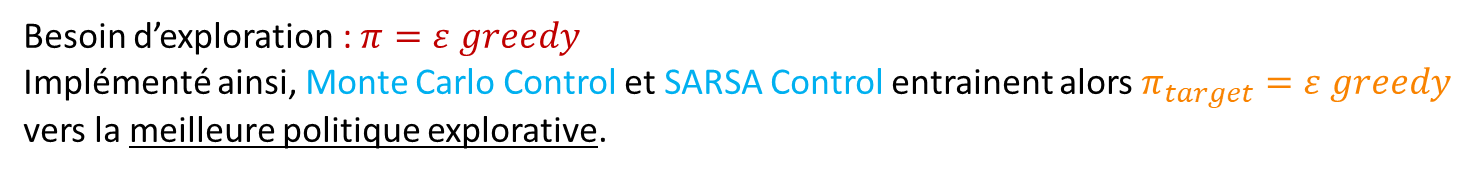 Besoin d’exploration : π = ε greedy
Implémenté ainsi, Monte Carlo Control et SARSA Control entrainent alors π_target = ε greedy
vers la meilleure politique explorative.